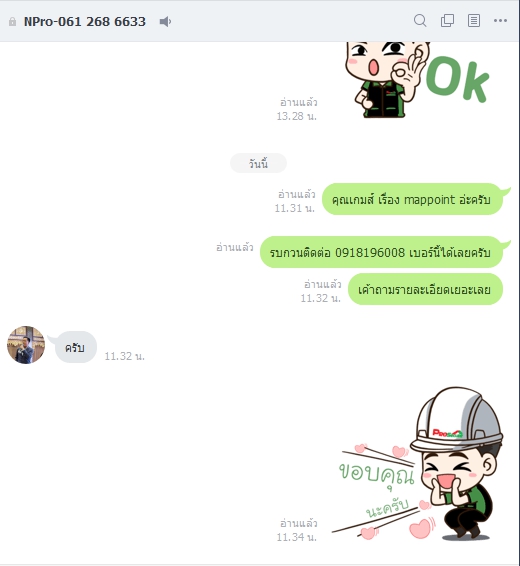 NPro-061 268 6633
Ok
อ่านแล้ว
13.28 น.
วันนี้
อ่านแล้ว
11.31 น.
คุณเกมส์ เรื่อง mappoint อ่ะครับ
อ่านแล้ว
รบกวนติดต่อ 0918196008 เบอร์นี้ได้เลยครับ
อ่านแล้ว
11.32 น.
เค้าถามรายละเอียดเยอะเลย
ครับ
11.32 น.
ขอบคุณ
นะครับ
อ่านแล้ว
11.34 น.